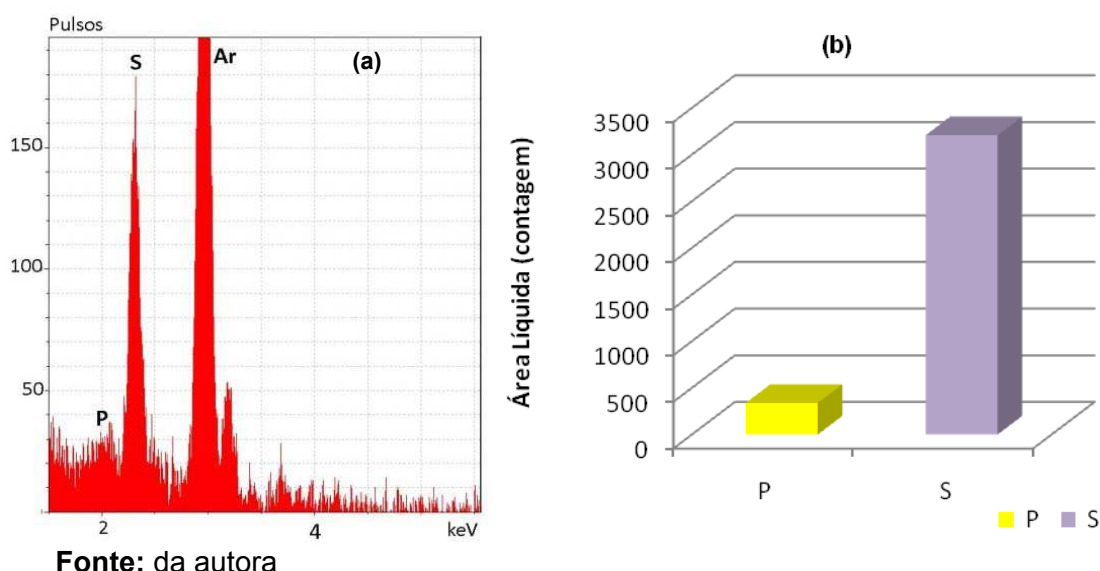 Pulsos
S
Ar
(a)
150
100
P
50
2
4
keV
(b)
Área Líquida (contagem)
3500
3000
2500
2000
1500
1000
500
0
P
S
P
S
Fonte: da autora